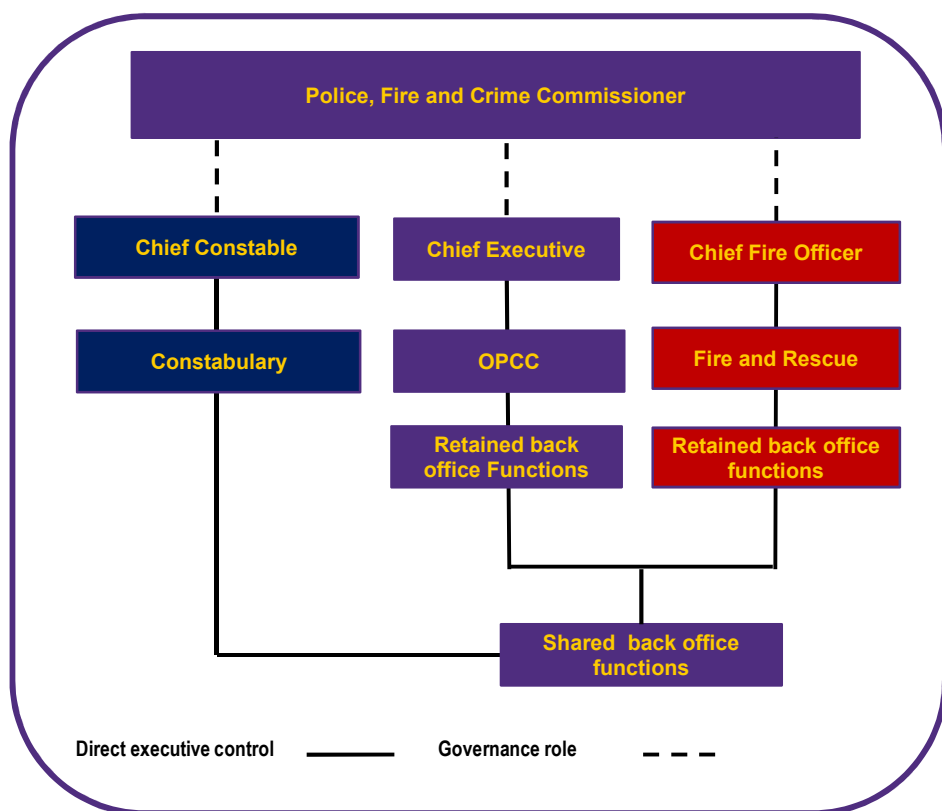 Police, Fire and Crime Commissioner
Chief Constable
Chief Executive
Chief Fire Officer
Constabulary
OPCC
Fire and Rescue
Retained back
office Functions
Retained back office
functions
Shared back office
functions
Direct executive control
Governance role